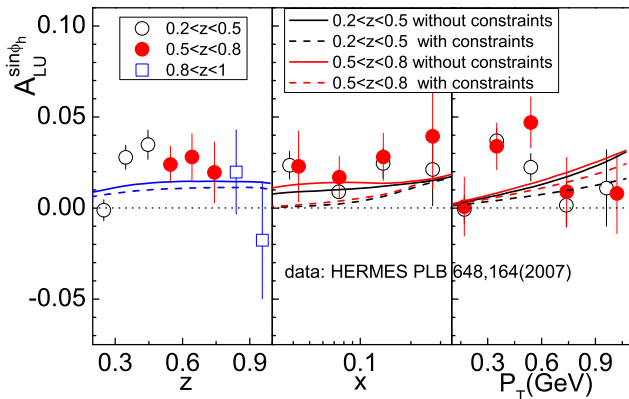 A_LU^sinφ_h
0.2<z<0.5
0.5<z<0.8
0.8<z<1
0.2<z<0.5 without constraints
0.2<z<0.5 with constraints
0.5<z<0.8 without constraints
0.5<z<0.8 with constraints
0.10
0.05
0.00
-0.05
data: HERMES PLB 648,164(2007)
0.3 0.6 0.9 0.1 0.3 0.6 0.9
z x P_T(GeV)